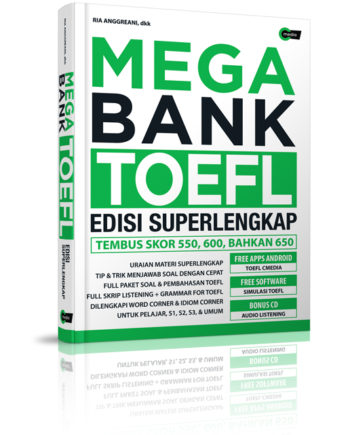 RIA ANGGREANI, dkk
MEGA
BANK
TOEFL
EDISI SUPERLENGKAP
TEMBUS SKOR 550, 600, BAHKAN 650
URAIAN MATERI SUPERLENGKAP
TIP & TRIK MENJAWAB SOAL DENGAN CEPAT
FULL PAKET SOAL & PEMBAHASAN TOEFL
FULL SKRIP LISTENING + GRAMMAR FOR TOEFL
DILENGKAPI WORD CORNER & IDIOM CORNER
UNTUK PELAJAR, S1, S2, S3, & UMUM
FREE APPS ANDROID
TOEFL CMEDIA
FREE SOFTWARE
SIMULASI TOEFL
BONUS CD
AUDIO LISTENING
RIA ANGGREANI, dkk
MEGA
BANK
TOEFL
EDISI
SUPERLENGKAP